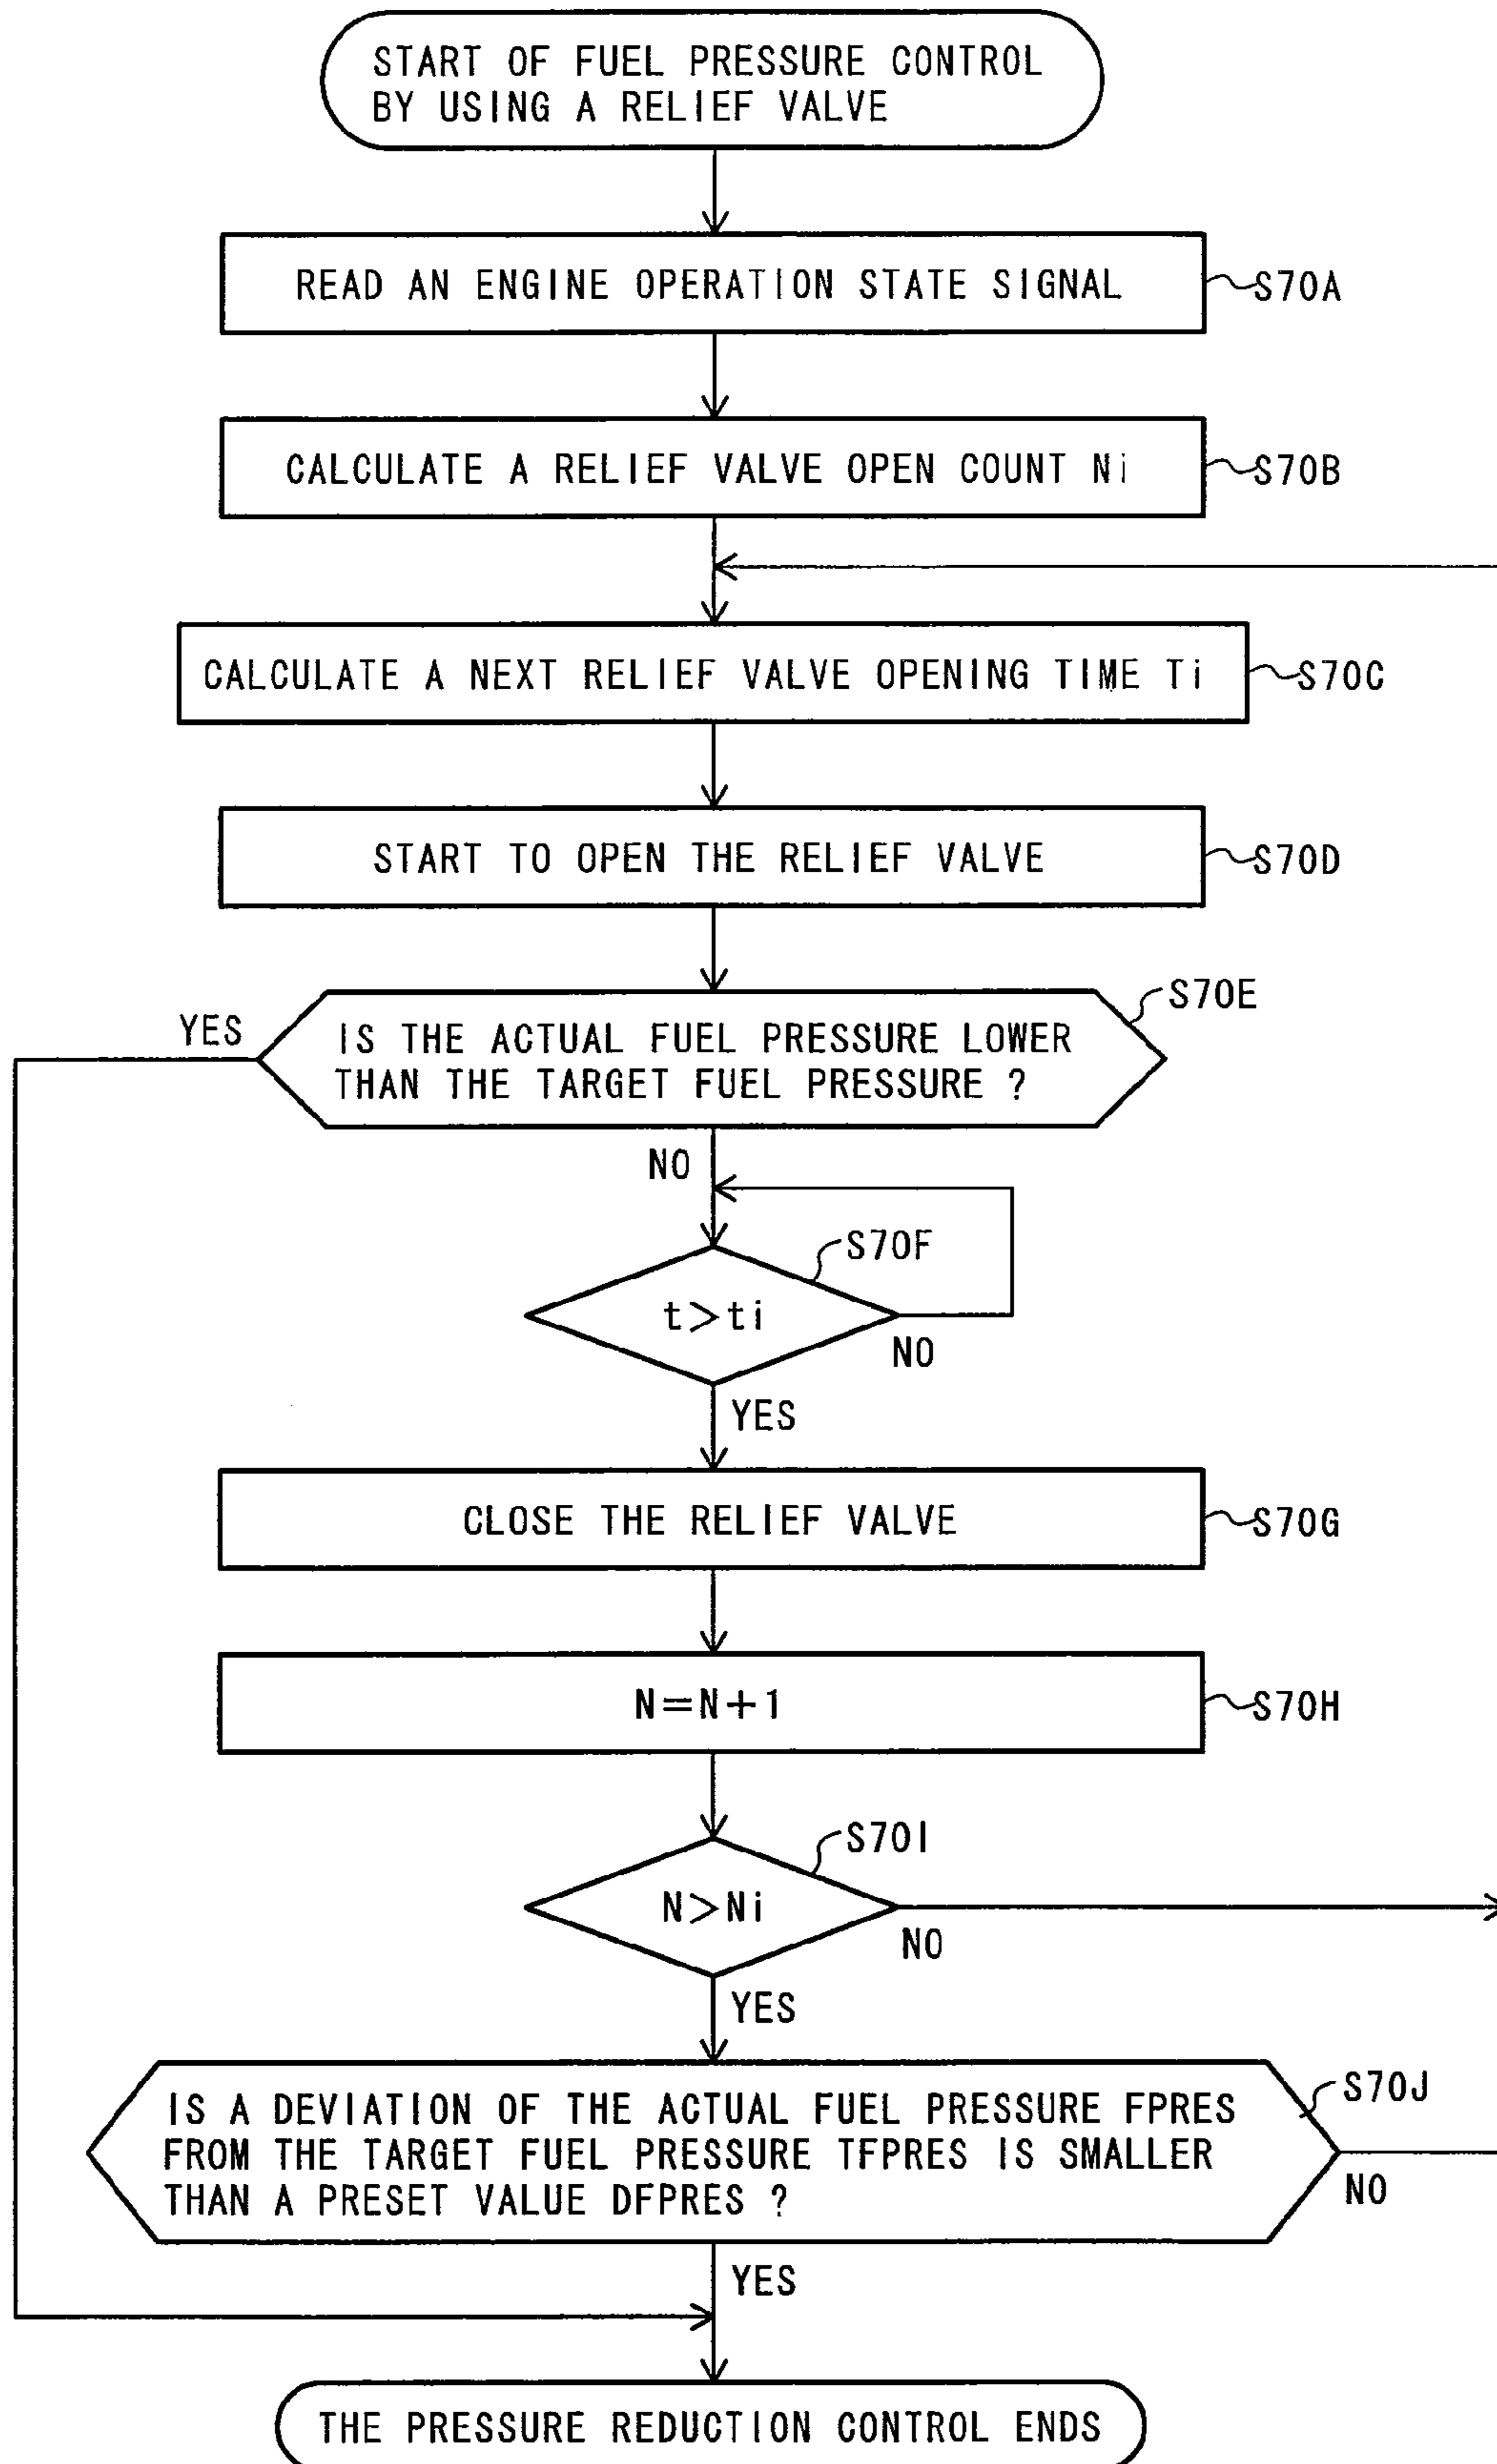 START OF FUEL PRESSURE CONTROL
BY USING A RELIEF VALVE
READ AN ENGINE OPERATION STATE SIGNAL
S70A
CALCULATE A RELIEF VALVE OPEN COUNT Ni
S70B
CALCULATE A NEXT RELIEF VALVE OPENING TIME Ti
S70C
START TO OPEN THE RELIEF VALVE
S70D
S70E
YES
IS THE ACTUAL FUEL PRESSURE LOWER
THAN THE TARGET FUEL PRESSURE ?
NO
S70F
t>ti
NO
YES
CLOSE THE RELIEF VALVE
S70G
N=N+1
S70H
S70I
N>Ni
NO
YES
S70J
IS A DEVIATION OF THE ACTUAL FUEL PRESSURE FPRES
FROM THE TARGET FUEL PRESSURE TFPRES IS SMALLER
THAN A PRESET VALUE DFPRES ?
NO
YES
THE PRESSURE REDUCTION CONTROL ENDS